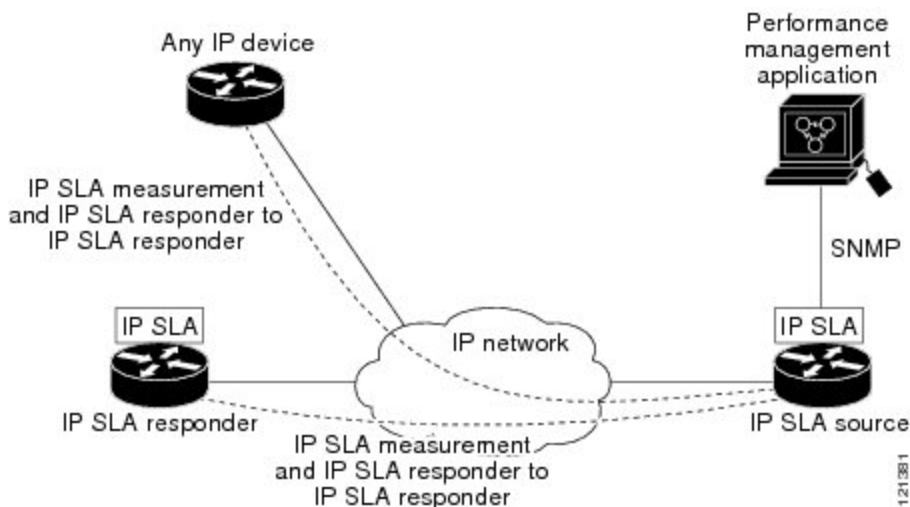 Any IP device
Performance
management
application
IP SLA measurement
and IP SLA responder to
IP SLA responder
SNMP
IP SLA
IP network
IP SLA
IP SLA responder
IP SLA source
IP SLA measurement
and IP SLA responder to
IP SLA responder
121381